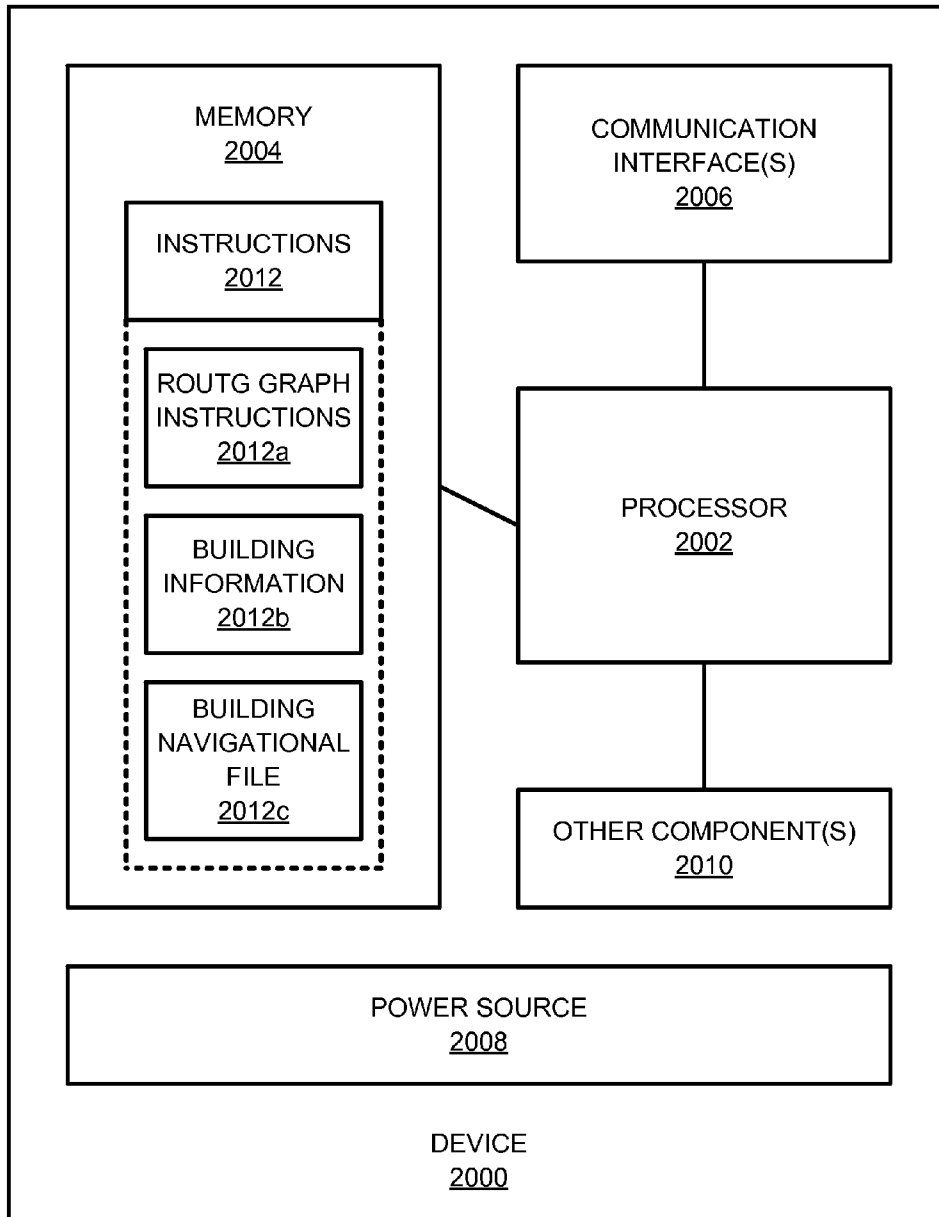 MEMORY
2004
INSTRUCTIONS
2012
ROUTG GRAPH
INSTRUCTIONS
2012a
BUILDING
INFORMATION
2012b
BUILDING
NAVIGATIONAL
FILE
2012c
COMMUNICATION
INTERFACE(S)
2006
PROCESSOR
2002
OTHER COMPONENT(S)
2010
POWER SOURCE
2008
DEVICE
2000